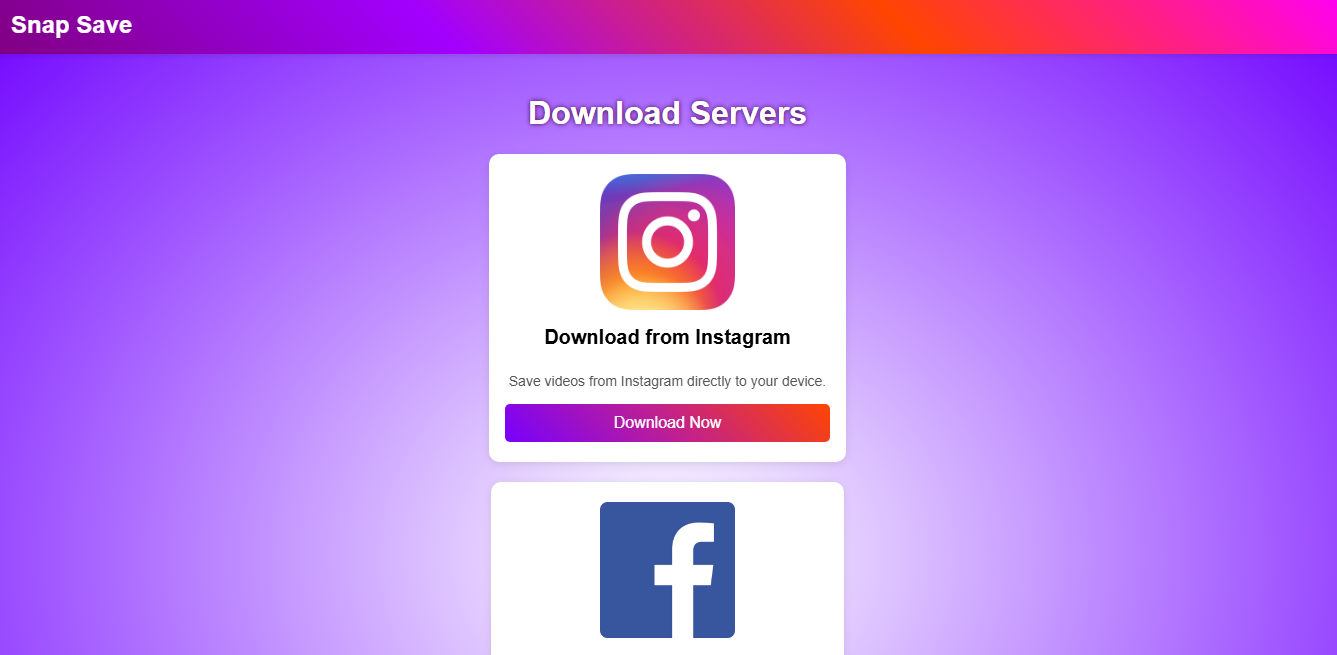 Snap Save
Download Servers
Download from Instagram
Save videos from Instagram directly to your device.
Download Now